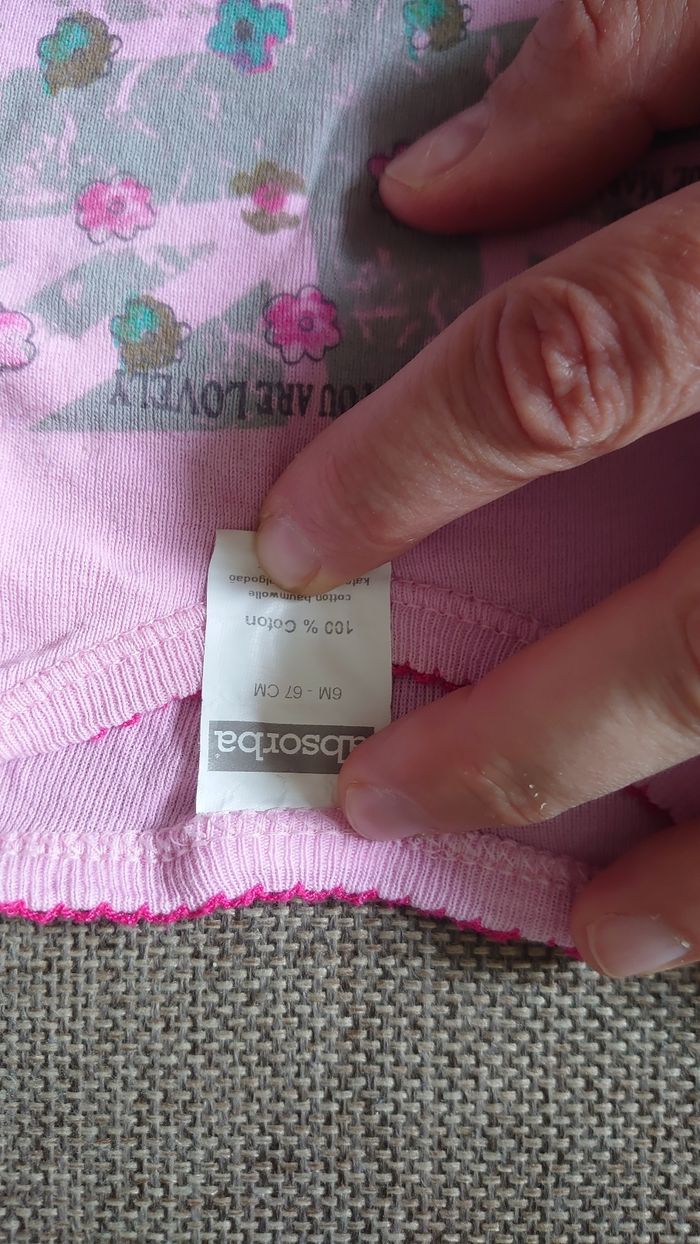 absorba
6M - 67 CM
100 % Coton
cotton baumwolle
YOU ARE LOVELY